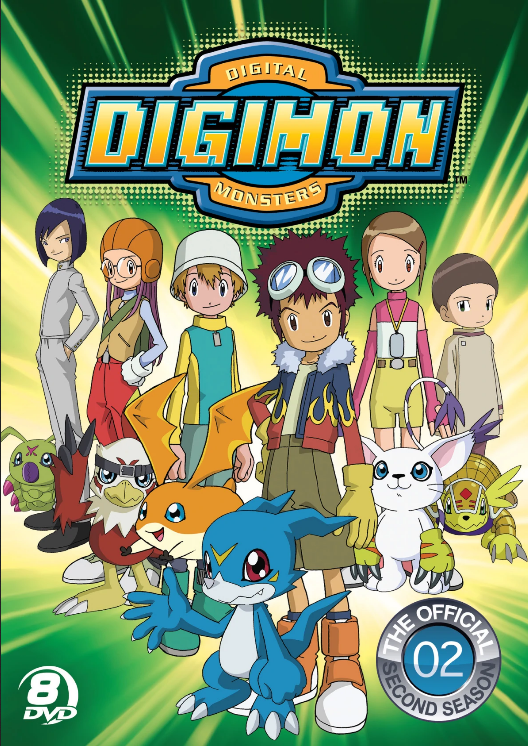 DIGITAL
DIGIMON
MONSTERS
TM
THE OFFICIAL
02
SECOND SEASON
8
DVD